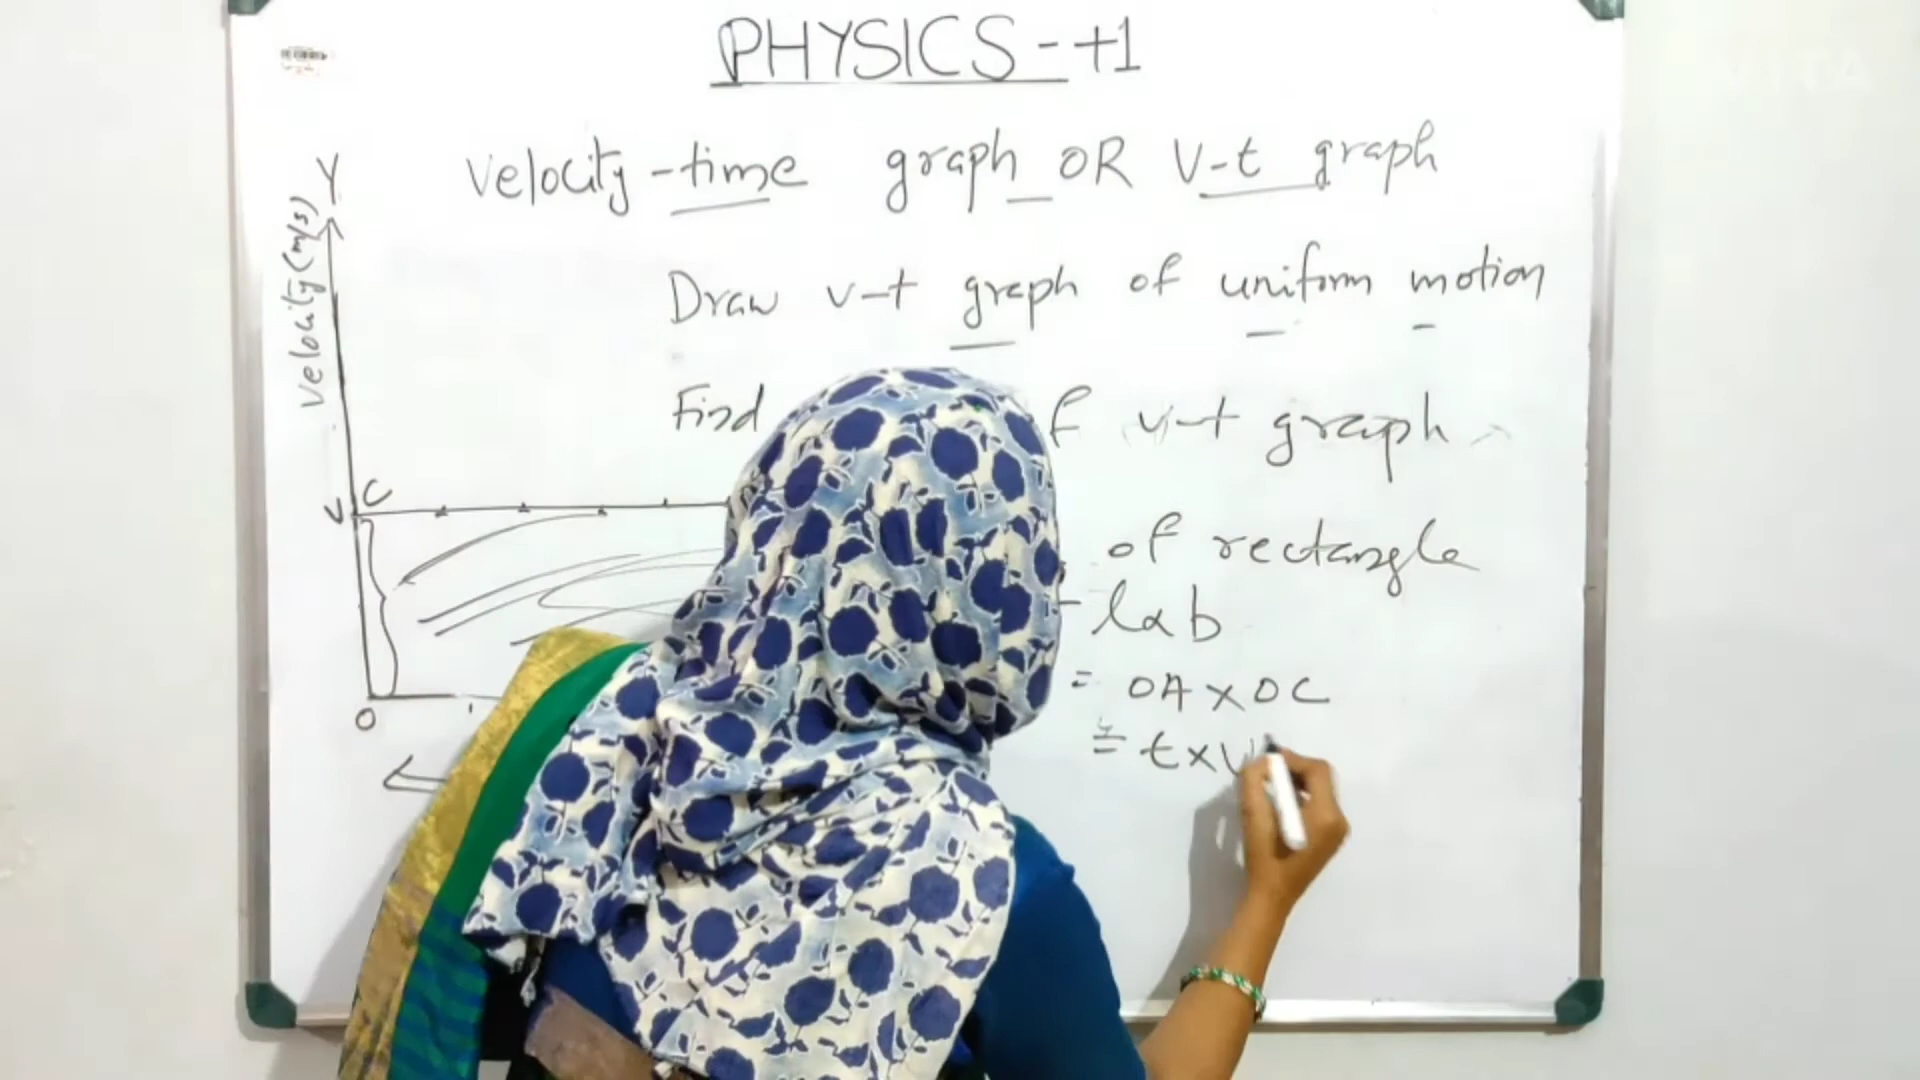 PHYSICS-+1
Velocity-time graph OR V-t graph
Y
Velocity(m/s)
Draw v-t graph of uniform motion
Find f v-t graph
C
V
of rectangle
l x b
= OA x OC
= t x V
O